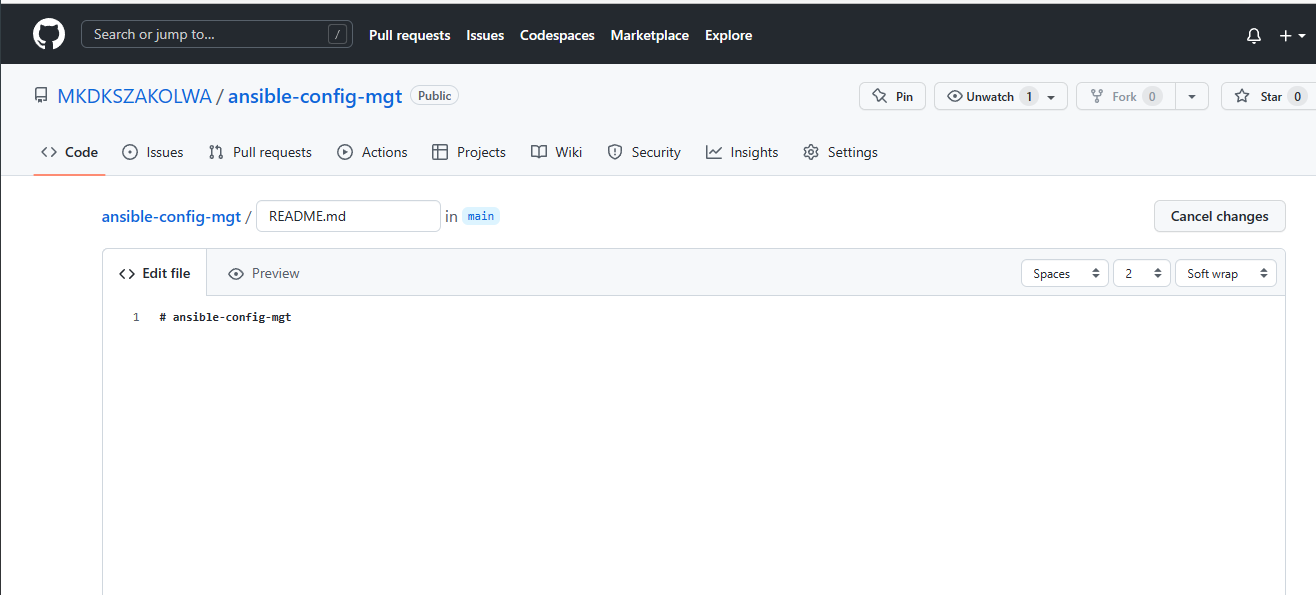 Search or jump to... / Pull requests Issues Codespaces Marketplace Explore
MKDKSZAKOLWA / ansible-config-mgt Public Pin Unwatch 1 Fork 0 Star 0
Code Issues Pull requests Actions Projects Wiki Security Insights Settings
ansible-config-mgt / README.md in main Cancel changes
Edit file Preview Spaces 2 Soft wrap
1 # ansible-config-mgt